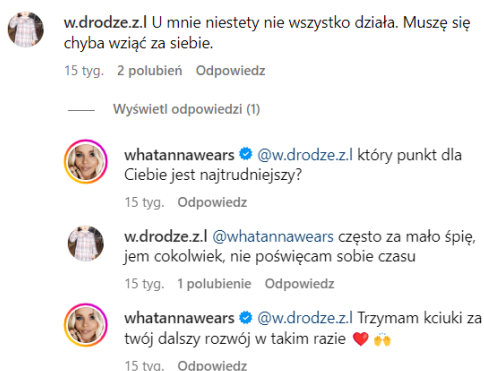 w.drodze.z.l U mnie niestety nie wszystko działa. Muszę się
chyba wziąć za siebie.
15 tyg. 2 polubień Odpowiedz
Wyświetl odpowiedzi (1)
whatannawears @w.drodze.z.l który punkt dla
Ciebie jest najtrudniejszy?
15 tyg. Odpowiedz
w.drodze.z.l @whatannawears często za mało śpię,
jem cokolwiek, nie poświęcam sobie czasu
15 tyg. 1 polubienie Odpowiedz
whatannawears @w.drodze.z.l Trzymam kciuki za
twój dalszy rozwój w takim razie ❤️ 🙌
15 tyg. Odpowiedz